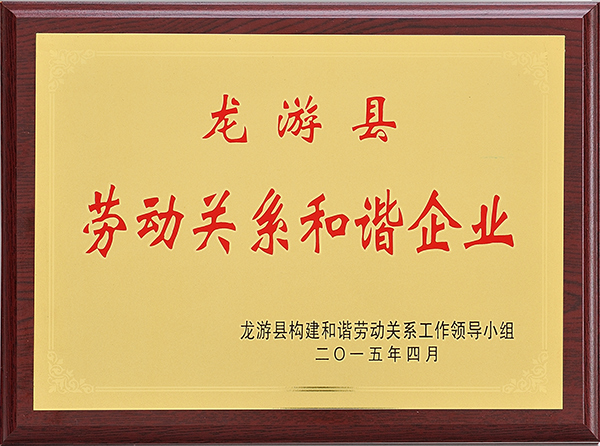 龙游县
劳动关系和谐企业
龙游县构建和谐劳动关系工作领导小组
二〇一五年四月